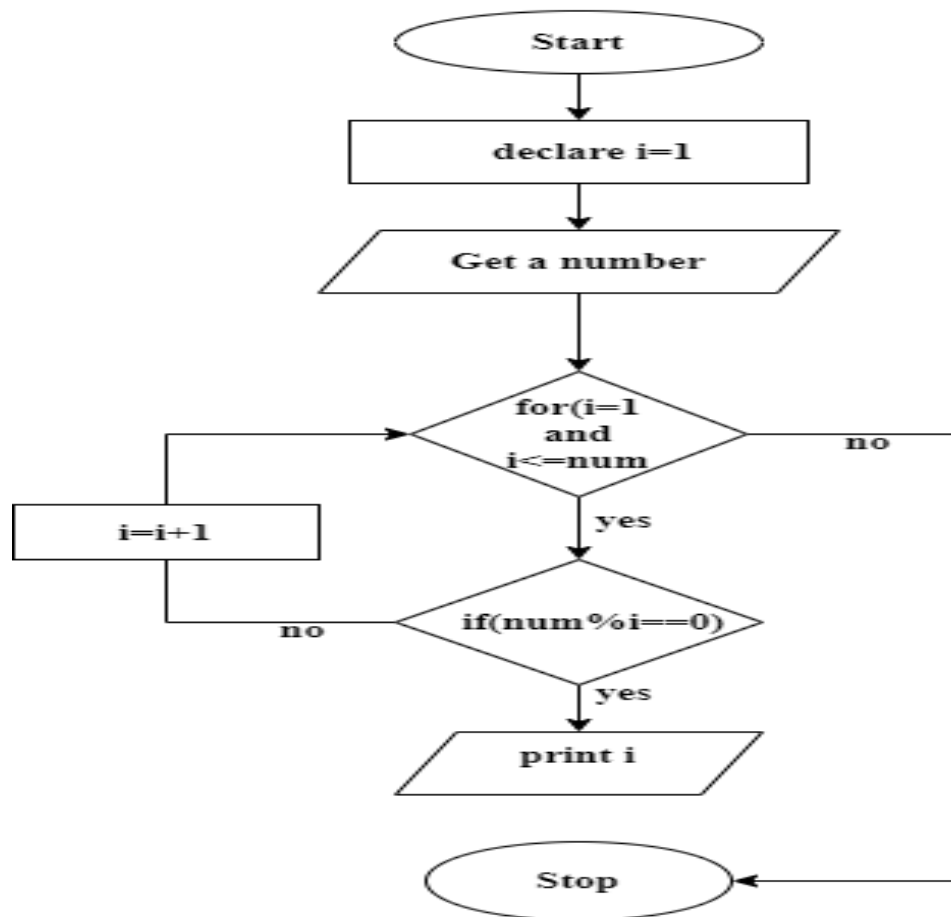 Start
declare i=1
Get a number
for(i=1
and
i<=num
no
yes
i=i+1
if(num%i==0)
no
yes
print i
Stop